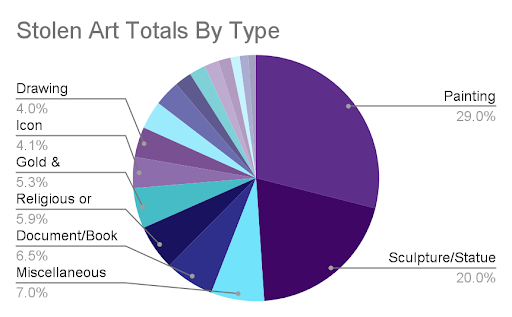 Stolen Art Totals By Type
Drawing
4.0%
Icon
4.1%
Gold &
5.3%
Religious or
5.9%
Document/Book
6.5%
Miscellaneous
7.0%
Painting
29.0%
Sculpture/Statue
20.0%